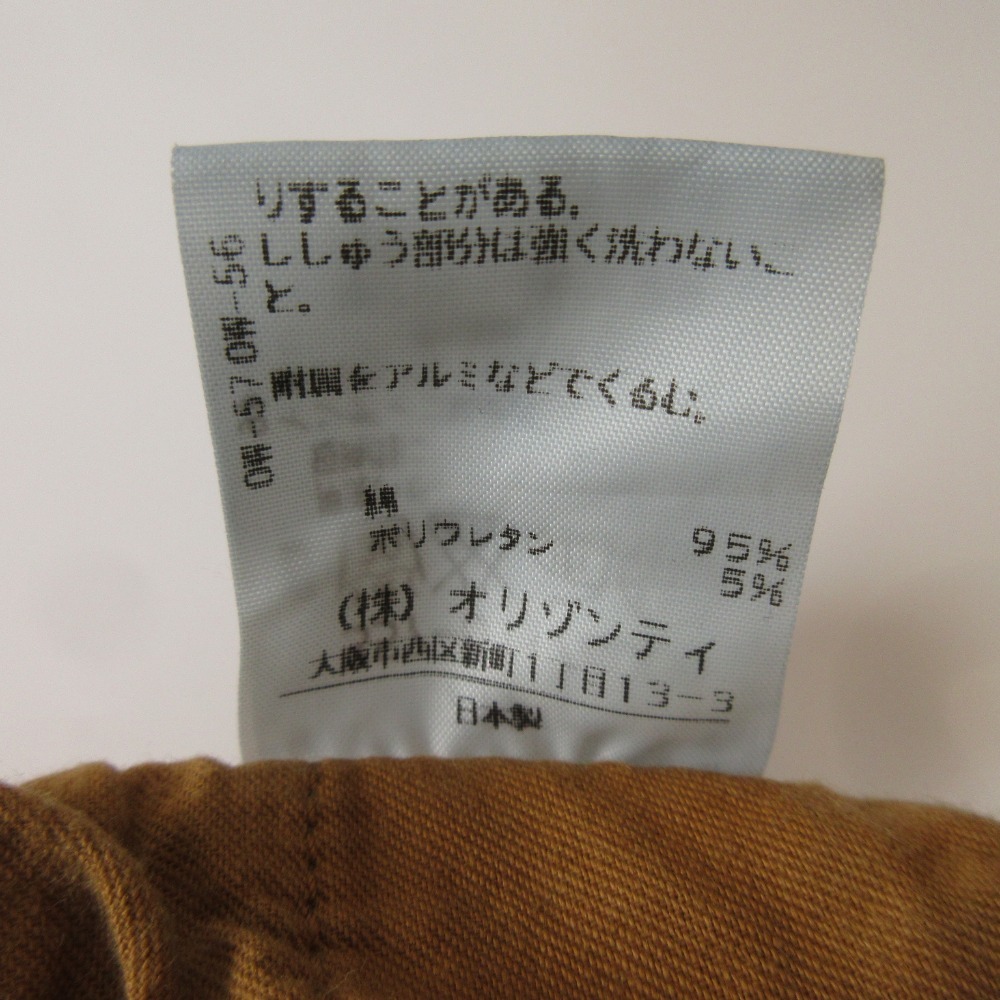 りすることがある。
ししゅう部分は強く洗わないこ
と。
附属をアルミなどでくるむ。
綿
ポリウレタン 95%
5%
(株)オリゾンティ
大阪市西区新町1丁目13-3
日本製
0W-57 0W-56